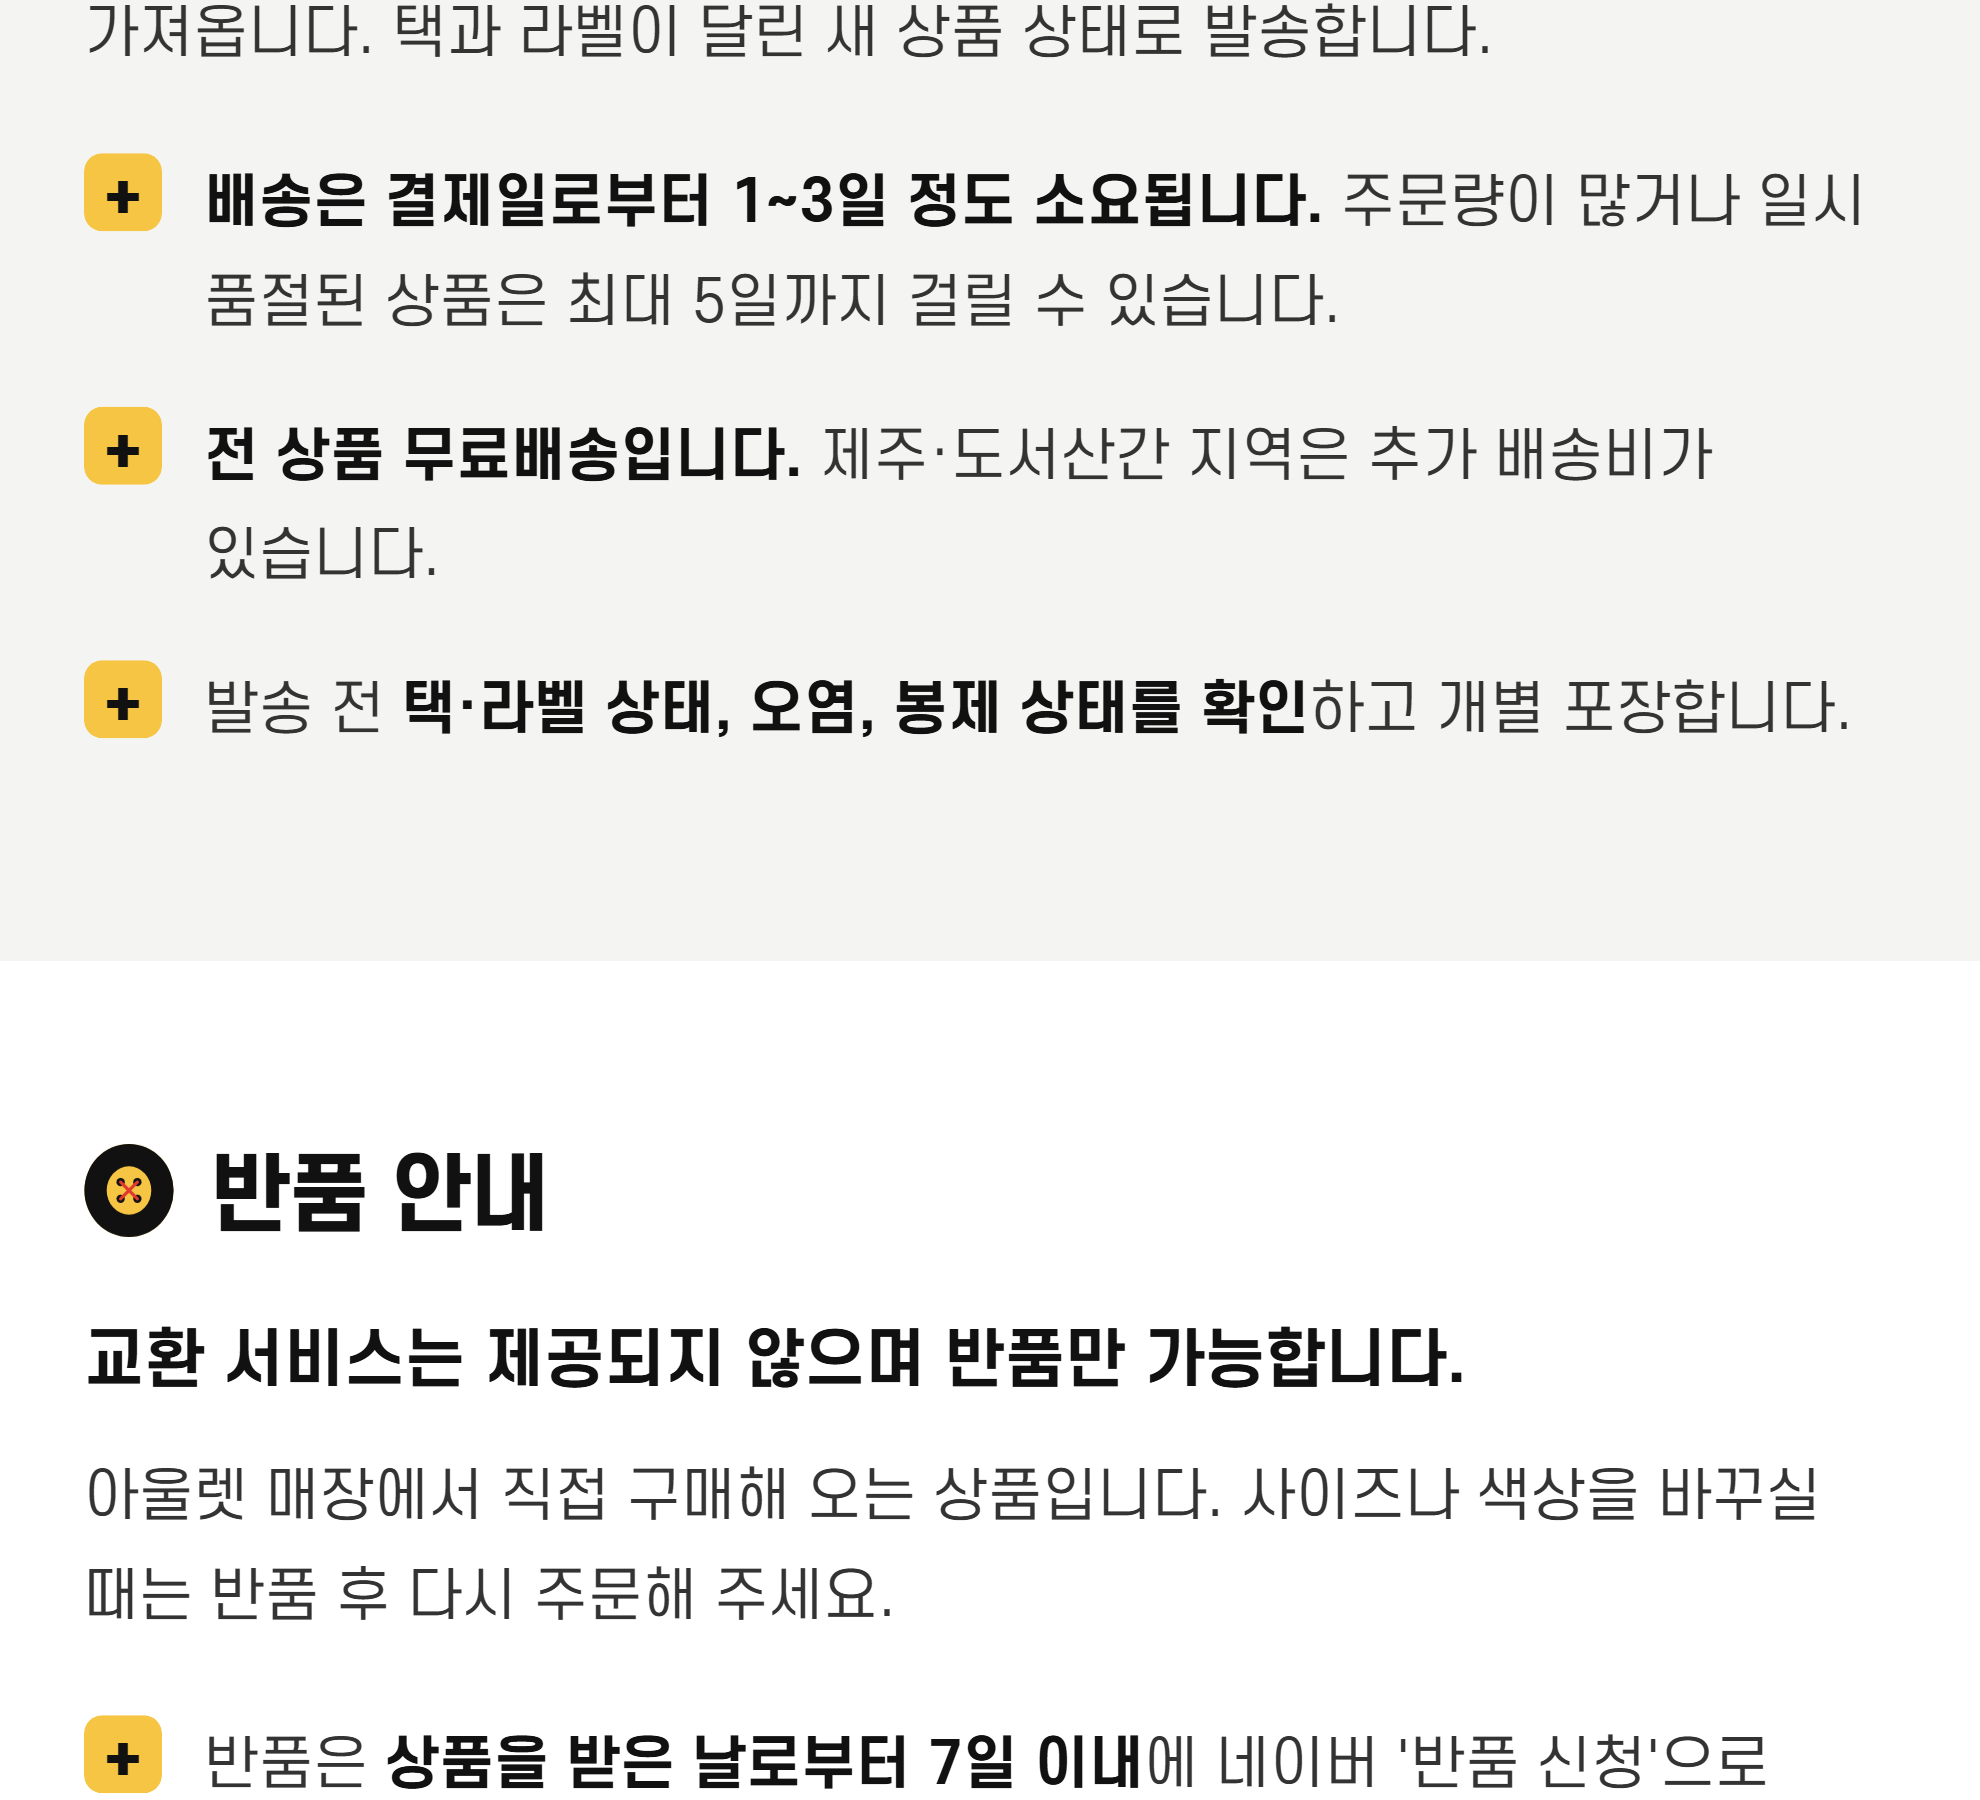 가져옵니다. 택과 라벨이 달린 새 상품 상태로 발송합니다.
+ 배송은 결제일로부터 1~3일 정도 소요됩니다. 주문량이 많거나 일시
품절된 상품은 최대 5일까지 걸릴 수 있습니다.
+ 전 상품 무료배송입니다. 제주·도서산간 지역은 추가 배송비가
있습니다.
+ 발송 전 택·라벨 상태, 오염, 봉제 상태를 확인하고 개별 포장합니다.
반품 안내
교환 서비스는 제공되지 않으며 반품만 가능합니다.
아울렛 매장에서 직접 구매해 오는 상품입니다. 사이즈나 색상을 바꾸실
때는 반품 후 다시 주문해 주세요.
+ 반품은 상품을 받은 날로부터 7일 이내에 네이버 '반품 신청'으로